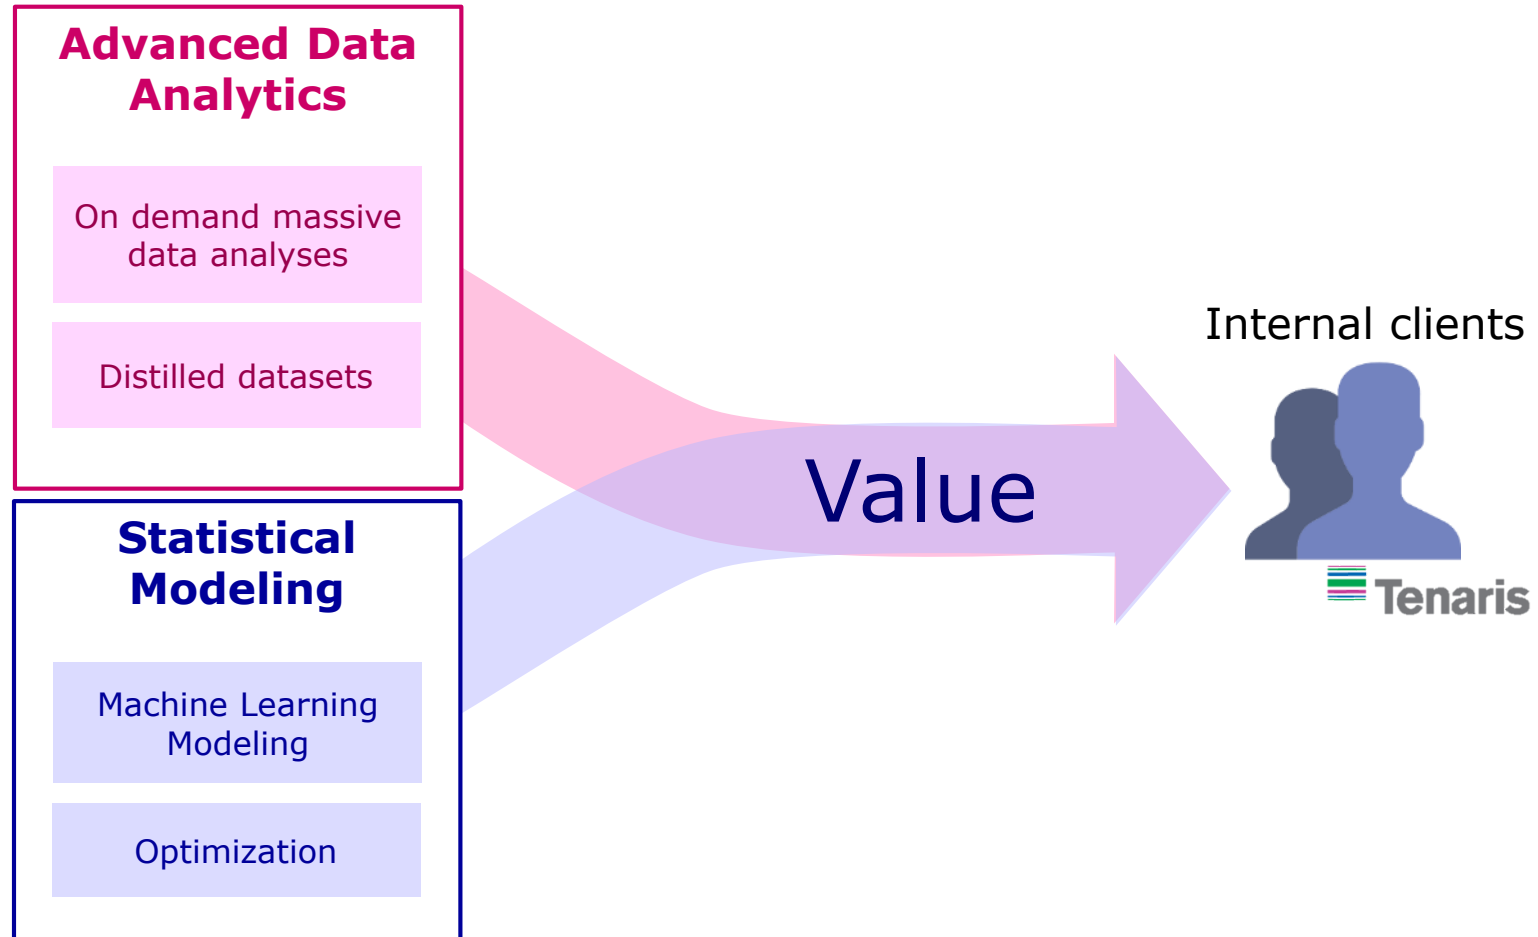 Advanced Data
Analytics
On demand massive
data analyses
Distilled datasets
Statistical
Modeling
Machine Learning
Modeling
Optimization
Value
Internal clients
Tenaris